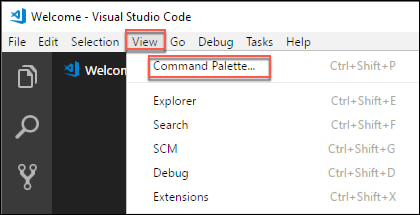 Welcome - Visual Studio Code
File Edit Selection View Go Debug Tasks Help
Command Palette... Ctrl+Shift+P
Welcom
Explorer Ctrl+Shift+E
Search Ctrl+Shift+F
SCM Ctrl+Shift+G
Debug Ctrl+Shift+D
Extensions Ctrl+Shift+X